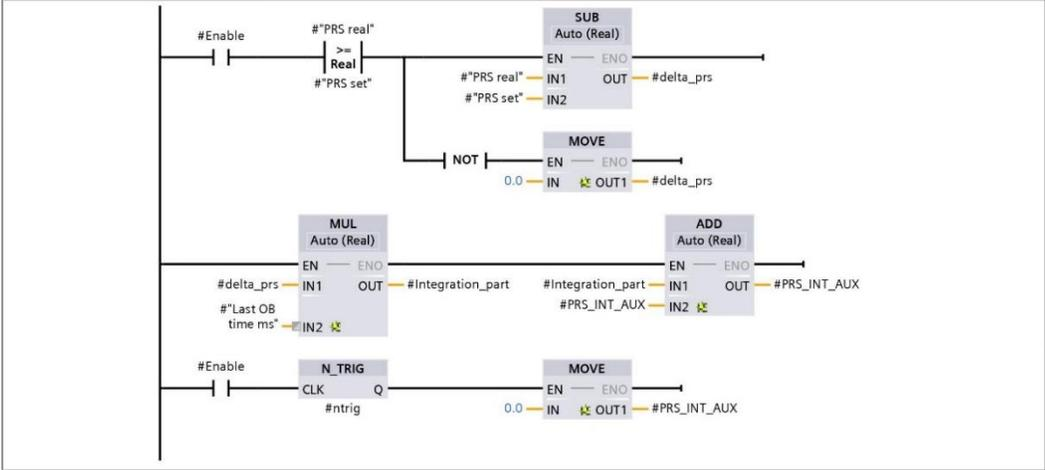 #Enable
#"PRS real"
>=
Real
#"PRS set"
SUB
Auto (Real)
EN ENO
#"PRS real" IN1 OUT #delta_prs
#"PRS set" IN2
NOT
MOVE
EN ENO
0.0 IN OUT1 #delta_prs
MUL
Auto (Real)
EN ENO
#delta_prs IN1 OUT #Integration_part
#"Last OB
time ms" IN2
ADD
Auto (Real)
EN ENO
#Integration_part IN1 OUT #PRS_INT_AUX
#PRS_INT_AUX IN2
#Enable
N_TRIG
CLK Q
#ntrig
MOVE
EN ENO
0.0 IN OUT1 #PRS_INT_AUX